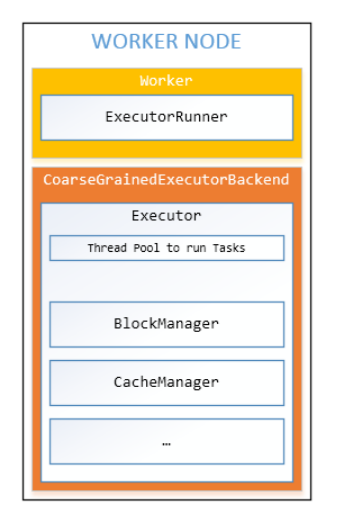 WORKER NODE
Worker
ExecutorRunner
CoarseGrainedExecutorBackend
Executor
Thread Pool to run Tasks
BlockManager
CacheManager
…